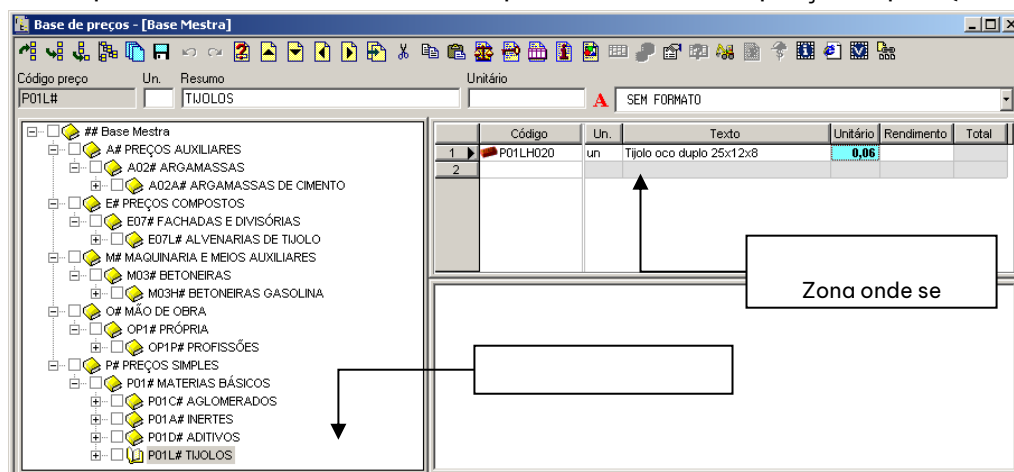 Base de preços - [Base Mestra]
Código preço Un. Resumo Unitário
P01L# TIJOLOS A SEM FORMATO
## Base Mestra
A# PREÇOS AUXILIARES
A02# ARGAMASSAS
A02A# ARGAMASSAS DE CIMENTO
E# PREÇOS COMPOSTOS
E07# FACHADAS E DIVISÓRIAS
E07L# ALVENARIAS DE TIJOLO
M# MAQUINARIA E MEIOS AUXILIARES
M03# BETONEIRAS
M03H# BETONEIRAS GASOLINA
O# MÃO DE OBRA
OP1# PRÓPRIA
OP1P# PROFISSÕES
P# PREÇOS SIMPLES
P01# MATERIAS BÁSICOS
P01C# AGLOMERADOS
P01A# INERTES
P01D# ADITIVOS
P01L# TIJOLOS
Código Un. Texto Unitário Rendimento Total
1 P01LH020 un Tijolo oco duplo 25x12x8 0,06
2
Zona onde se